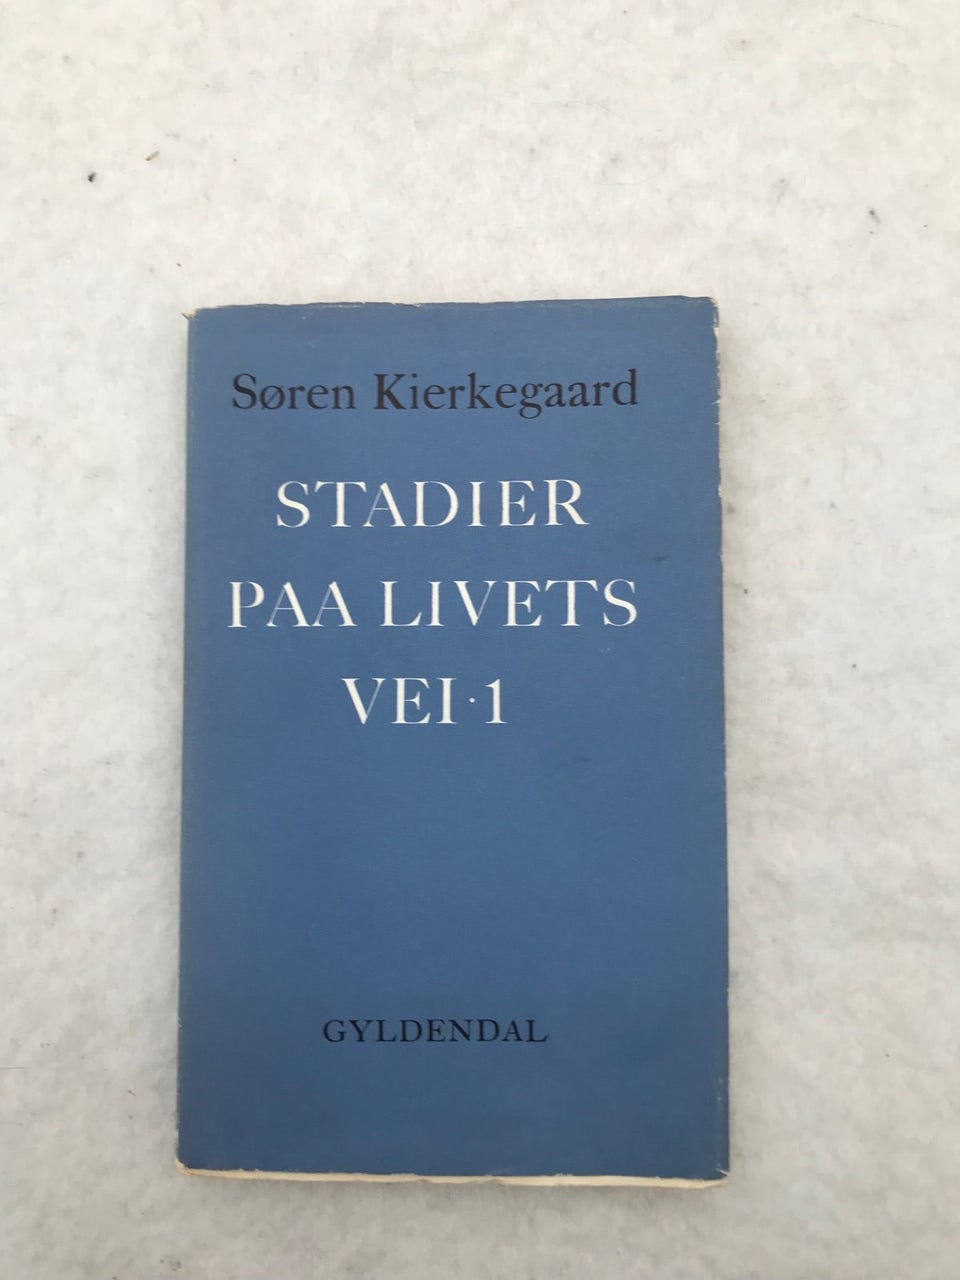 Søren Kierkegaard
STADIER
PAA LIVETS
VEI·1
GYLDENDAL